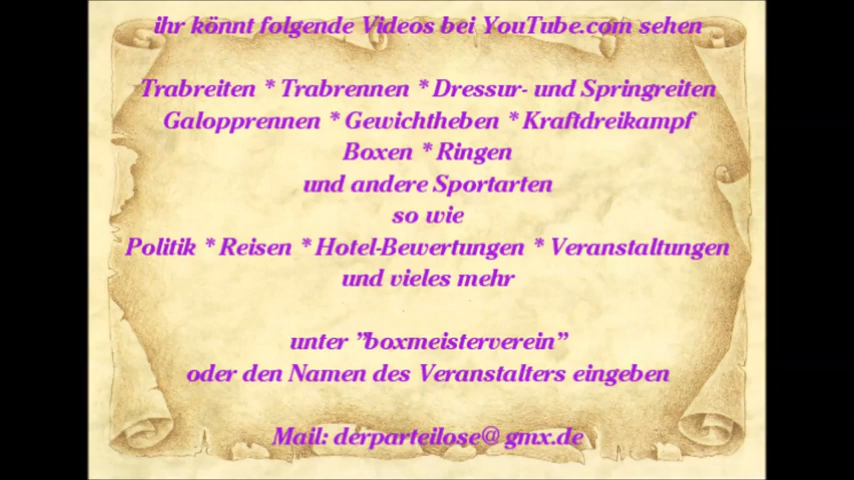 ihr könnt folgende Videos bei YouTube.com sehen
Trabreiten * Trabrennen * Dressur- und Springreiten
Galopprennen * Gewichtheben * Kraftdreikampf
Boxen * Ringen
und andere Sportarten
so wie
Politik * Reisen * Hotel-Bewertungen * Veranstaltungen
und vieles mehr
unter ”boxmeisterverein”
oder den Namen des Veranstalters eingeben
Mail: derparteilose@ gmx.de